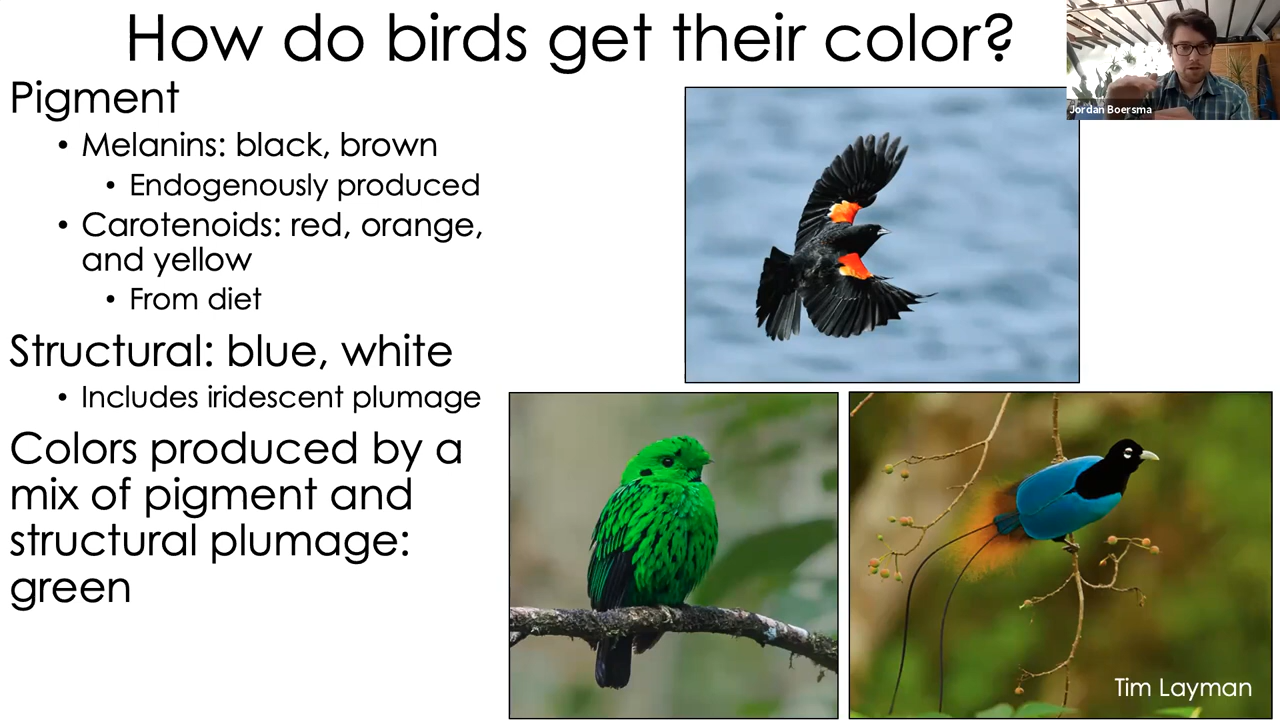 How do birds get their color?
Jordan Boersma
Pigment
• Melanins: black, brown
• Endogenously produced
• Carotenoids: red, orange,
and yellow
• From diet
Structural: blue, white
• Includes iridescent plumage
Colors produced by a
mix of pigment and
structural plumage:
green
Tim Layman